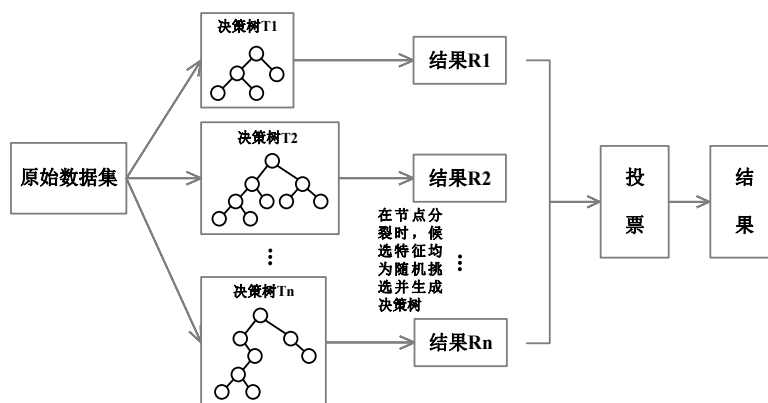 决策树T1
结果R1
原始数据集
决策树T2
结果R2
投
票
结
果
在节点分
裂时，候
选特征均
为随机挑
选并生成
决策树
...
...
决策树Tn
结果Rn